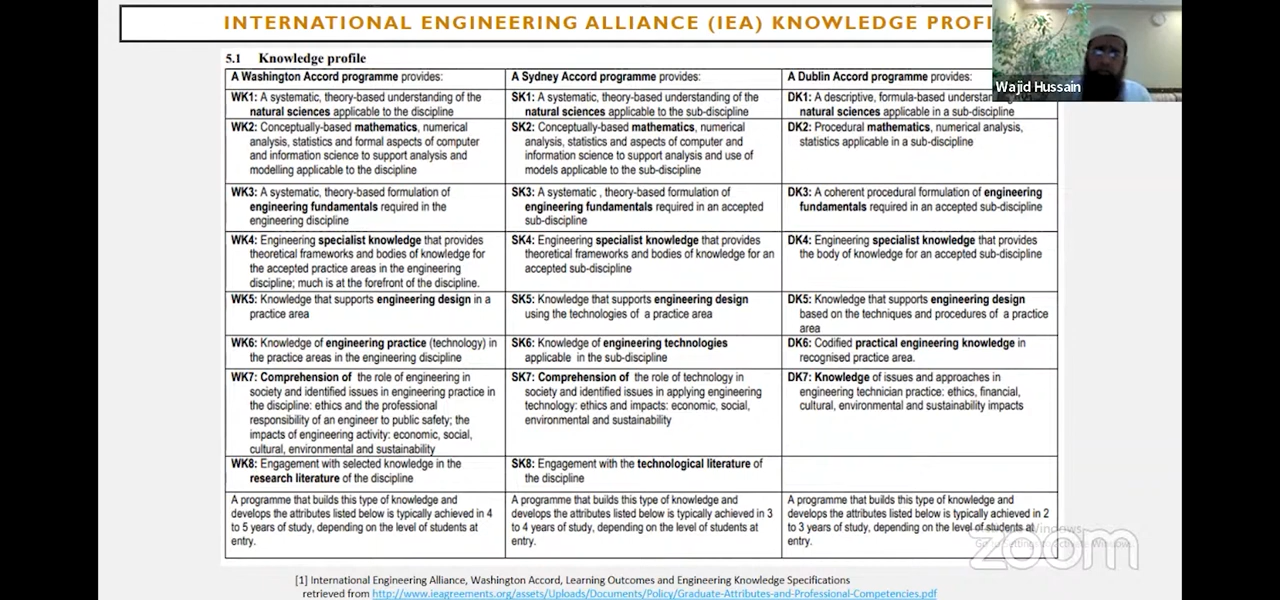 INTERNATIONAL ENGINEERING ALLIANCE (IEA) KNOWLEDGE
Wajid Hussain
5.1 Knowledge profile
A Washington Accord programme provides:
WK1: A systematic, theory-based understanding of the
natural sciences applicable to the discipline
WK2: Conceptually-based mathematics, numerical
analysis, statistics and formal aspects of computer
and information science to support analysis and
modelling applicable to the discipline
WK3: A systematic, theory-based formulation of
engineering fundamentals required in the
engineering discipline
WK4: Engineering specialist knowledge that provides
theoretical frameworks and bodies of knowledge for
the accepted practice areas in the engineering
discipline; much is at the forefront of the discipline.
WK5: Knowledge that supports engineering design in a
practice area
WK6: Knowledge of engineering practice (technology) in
the practice areas in the engineering discipline
WK7: Comprehension of the role of engineering in
society and identified issues in engineering practice in
the discipline: ethics and the professional
responsibility of an engineer to public safety; the
impacts of engineering activity: economic, social,
cultural, environmental and sustainability
WK8: Engagement with selected knowledge in the
research literature of the discipline
A programme that builds this type of knowledge and
develops the attributes listed below is typically achieved in 4
to 5 years of study, depending on the level of students at
entry.
A Sydney Accord programme provides:
SK1: A systematic, theory-based understanding of the
natural sciences applicable to the sub-discipline
SK2: Conceptually-based mathematics, numerical
analysis, statistics and aspects of computer and
information science to support analysis and use of
models applicable to the sub-discipline
SK3: A systematic , theory-based formulation of
engineering fundamentals required in an accepted
sub-discipline
SK4: Engineering specialist knowledge that provides
theoretical frameworks and bodies of knowledge for an
accepted sub-discipline
SK5: Knowledge that supports engineering design
using the technologies of a practice area
SK6: Knowledge of engineering technologies
applicable in the sub-discipline
SK7: Comprehension of the role of technology in
society and identified issues in applying engineering
technology: ethics and impacts: economic, social,
environmental and sustainability
SK8: Engagement with the technological literature of
the discipline
A programme that builds this type of knowledge and
develops the attributes listed below is typically achieved in 3
to 4 years of study, depending on the level of students at
entry.
A Dublin Accord programme provides:
DK1: A descriptive, formula-based
natural sciences applicable in a sub-discipline
DK2: Procedural mathematics, numerical analysis,
statistics applicable in a sub-discipline
DK3: A coherent procedural formulation of engineering
fundamentals required in an accepted sub-discipline
DK4: Engineering specialist knowledge that provides
the body of knowledge for an accepted sub-discipline
DK5: Knowledge that supports engineering design
based on the techniques and procedures of a practice
area
DK6: Codified practical engineering knowledge in
recognised practice area.
DK7: Knowledge of issues and approaches in
engineering technician practice: ethics, financial,
cultural, environmental and sustainability impacts
A programme that builds this type of knowledge and
develops the attributes listed below is typically achieved in 2
to 3 years of study, depending on the level of students at
entry.
zoom
[1] International Engineering Alliance, Washington Accord, Learning Outcomes and Engineering Knowledge Specifications
retrieved from http://www.ieagreements.org/assets/Uploads/Documents/Policy/Graduate-Attributes-and-Professional-Competencies.pdf